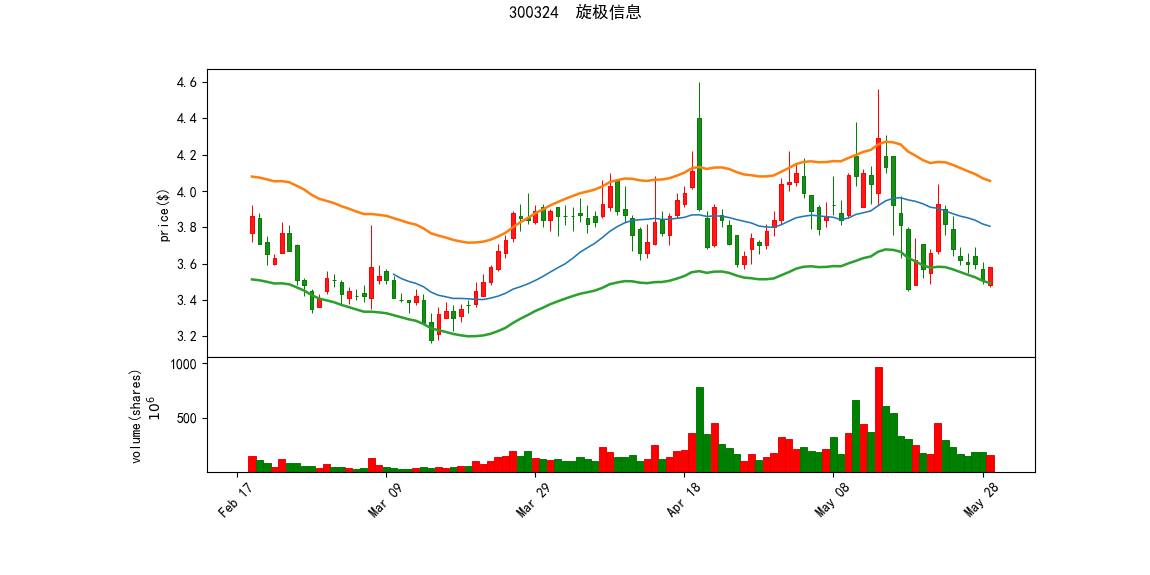 300324 旋极信息
price($)
4.6
4.4
4.2
4.0
3.8
3.6
3.4
3.2
volume(shares)
10^6
1000
500
Feb 17
Mar 09
Mar 29
Apr 18
May 08
May 28